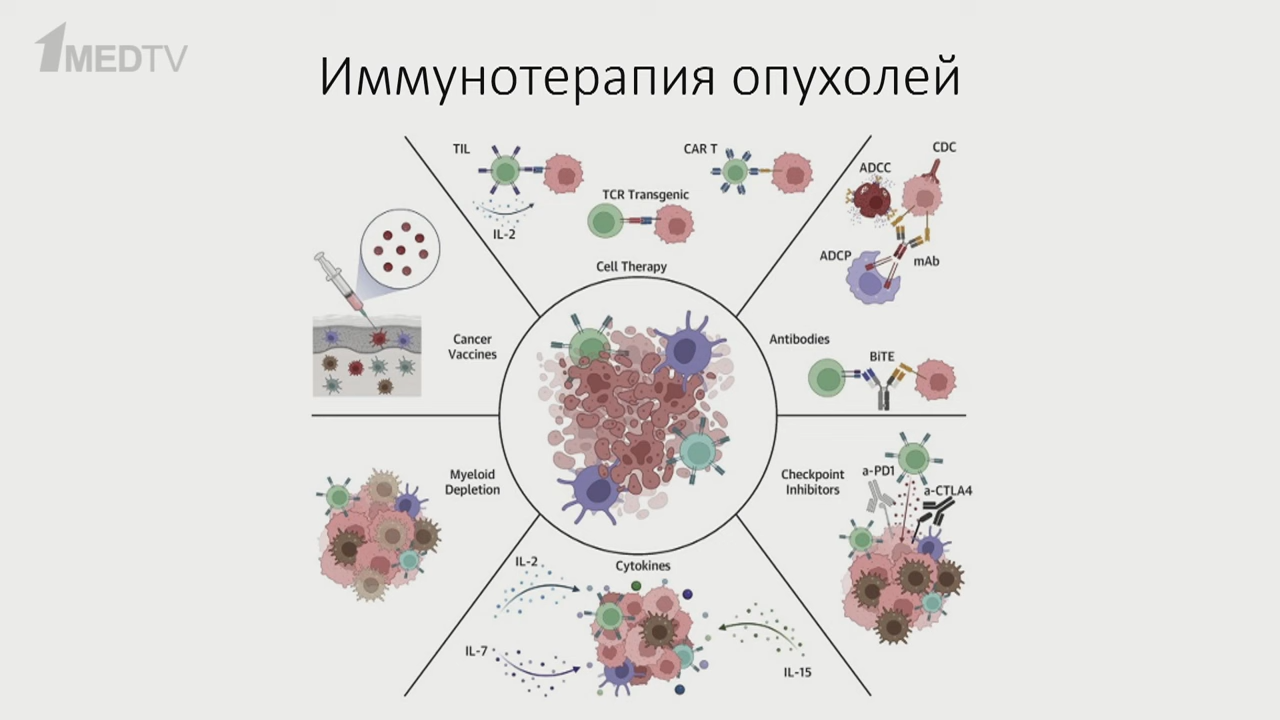 1MEDTV
Иммунотерапия опухолей
TIL
CAR T
TCR Transgenic
IL-2
Cell Therapy
CDC
ADCC
ADCP
mAb
Antibodies
BiTE
Cancer
Vaccines
Myeloid
Depletion
Checkpoint
Inhibitors
a-PD1
a-CTLA4
Cytokines
IL-2
IL-7
IL-15